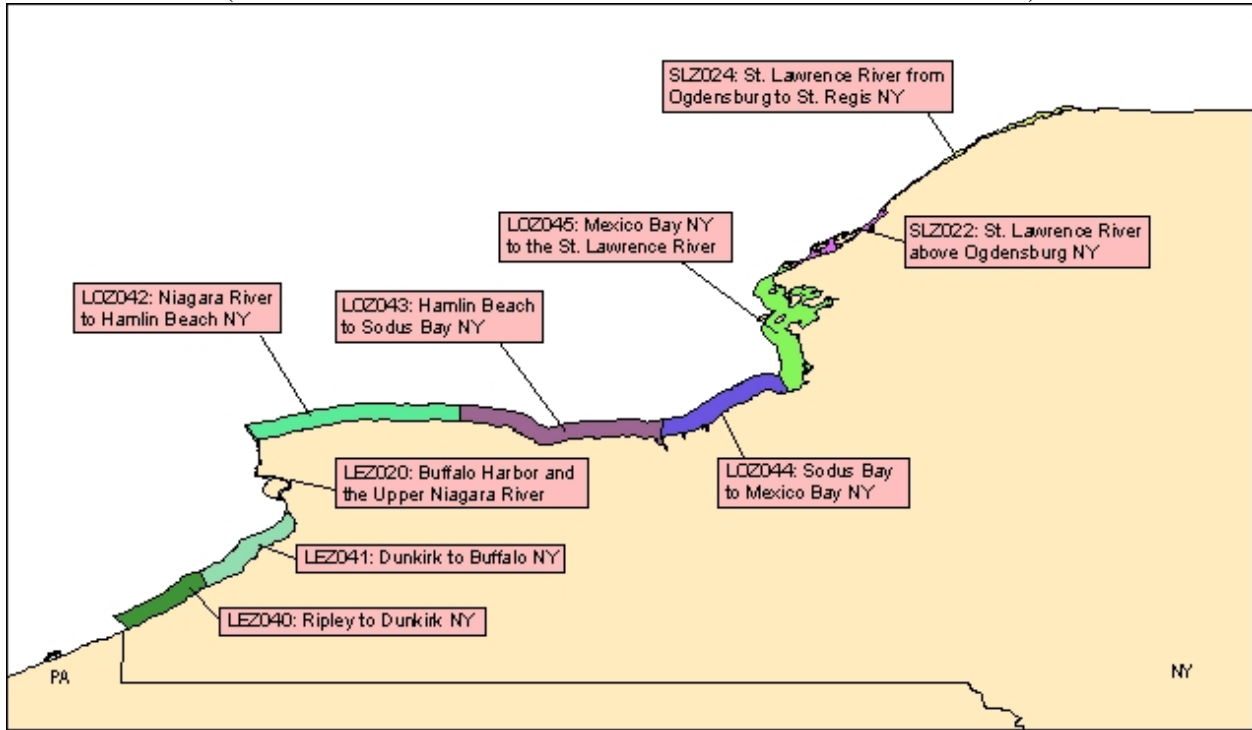 SLZ024: St. Lawrence River from
Ogdensburg to St. Regis NY
LOZ045: Mexico Bay NY
to the St. Lawrence River
SLZ022: St. Lawrence River
above Ogdensburg NY
LOZ042: Niagara River
to Hamlin Beach NY
LOZ043: Hamlin Beach
to Sodus Bay NY
LEZ020: Buffalo Harbor and
the Upper Niagara River
LOZ044: Sodus Bay
to Mexico Bay NY
LEZ041: Dunkirk to Buffalo NY
LEZ040: Ripley to Dunkirk NY
PA
NY